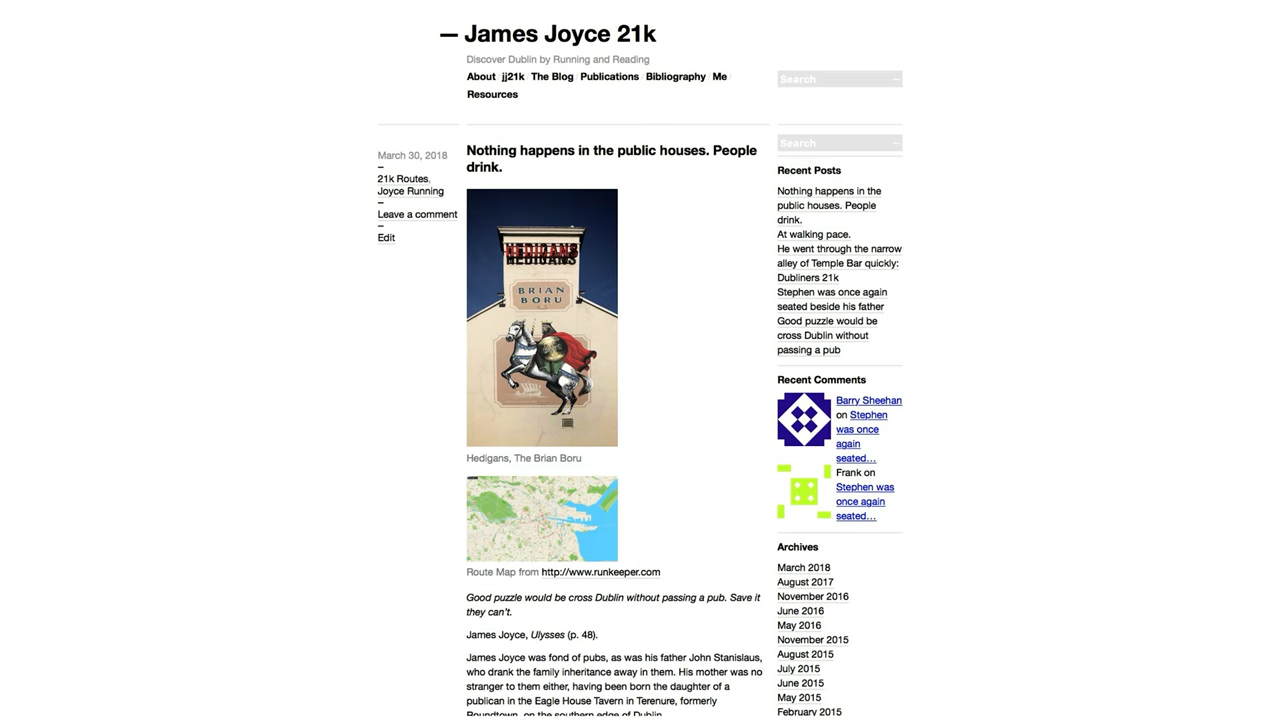 — James Joyce 21k
Discover Dublin by Running and Reading
About / jj21k / The Blog / Publications / Bibliography / Me /
Resources
Search —
March 30, 2018
—
21k Routes,
Joyce Running
—
Leave a comment
—
Edit
Nothing happens in the public houses. People
drink.
HEDIGANS
BRIAN
BORU
Hedigans, The Brian Boru
Route Map from http://www.runkeeper.com
Good puzzle would be cross Dublin without passing a pub. Save it
they can't.
James Joyce, Ulysses (p. 48).
James Joyce was fond of pubs, as was his father John Stanislaus,
who drank the family inheritance away in them. His mother was no
stranger to them either, having been born the daughter of a
publican in the Eagle House Tavern in Terenure, formerly
Roundtown, on the southern edge of Dublin.
Search —
Recent Posts
Nothing happens in the
public houses. People
drink.
At walking pace.
He went through the narrow
alley of Temple Bar quickly:
Dubliners 21k
Stephen was once again
seated beside his father
Good puzzle would be
cross Dublin without
passing a pub
Recent Comments
Barry Sheehan
on Stephen
was once
again
seated…
Frank on
Stephen was
once again
seated…
Archives
March 2018
August 2017
November 2016
June 2016
May 2016
November 2015
August 2015
July 2015
June 2015
May 2015
February 2015